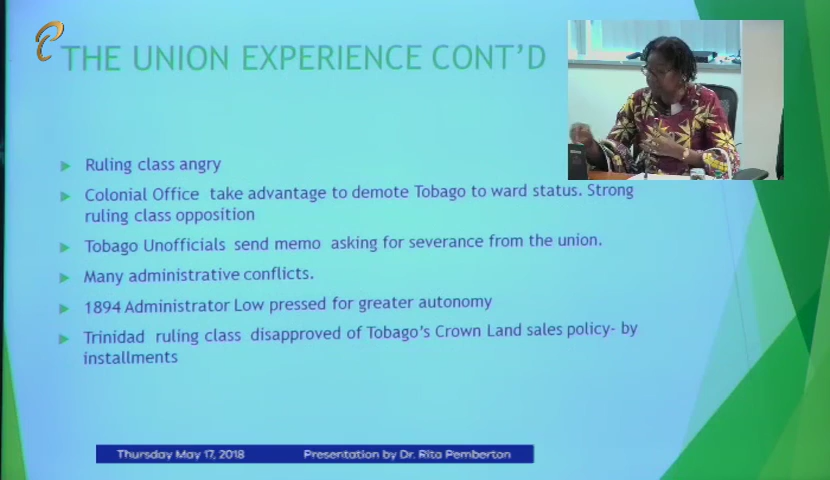 THE UNION EXPERIENCE CONT'D
Ruling class angry
Colonial Office take advantage to demote Tobago to ward status. Strong
ruling class opposition
Tobago Unofficials send memo asking for severance from the union.
Many administrative conflicts.
1894 Administrator Low pressed for greater autonomy
Trinidad ruling class disapproved of Tobago's Crown Land sales policy- by
installments
Thursday May 17, 2018 Presentation by Dr. Rita Pemberton